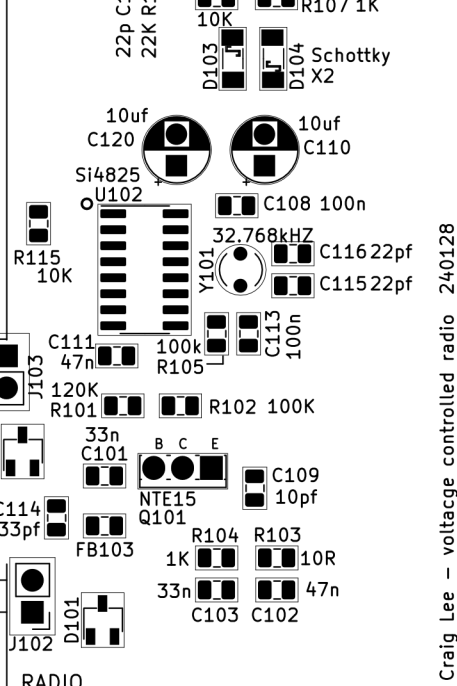 22p C1
22K R1
10K
R107 1K
D103
D104
Schottky
X2
10uf
C120
10uf
C110
Si4825
U102
C108 100n
32.768kHZ
Y101
C116 22pf
C115 22pf
R115
10K
C111
47n
100k
R105
C113
100n
J103
120K
R101
R102 100K
33n
C101
B C E
NTE15
Q101
C109
10pf
C114
33pf
FB103
R104
1K
R103
10R
33n
C103
47n
C102
J102
D101
RADIO
Craig Lee – voltacge controlled radio 240128